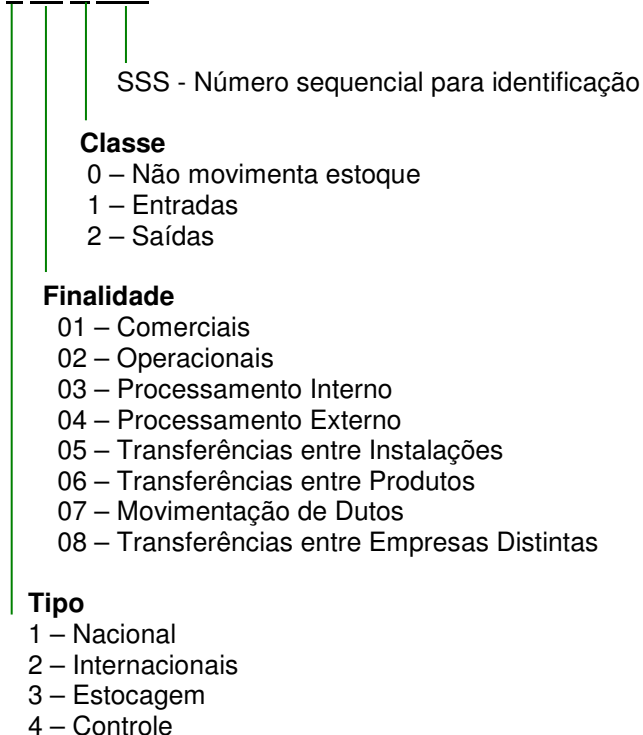 SSS - Número sequencial para identificação
Classe
0 – Não movimenta estoque
1 – Entradas
2 – Saídas
Finalidade
01 – Comerciais
02 – Operacionais
03 – Processamento Interno
04 – Processamento Externo
05 – Transferências entre Instalações
06 – Transferências entre Produtos
07 – Movimentação de Dutos
08 – Transferências entre Empresas Distintas
Tipo
1 – Nacional
2 – Internacionais
3 – Estocagem
4 – Controle